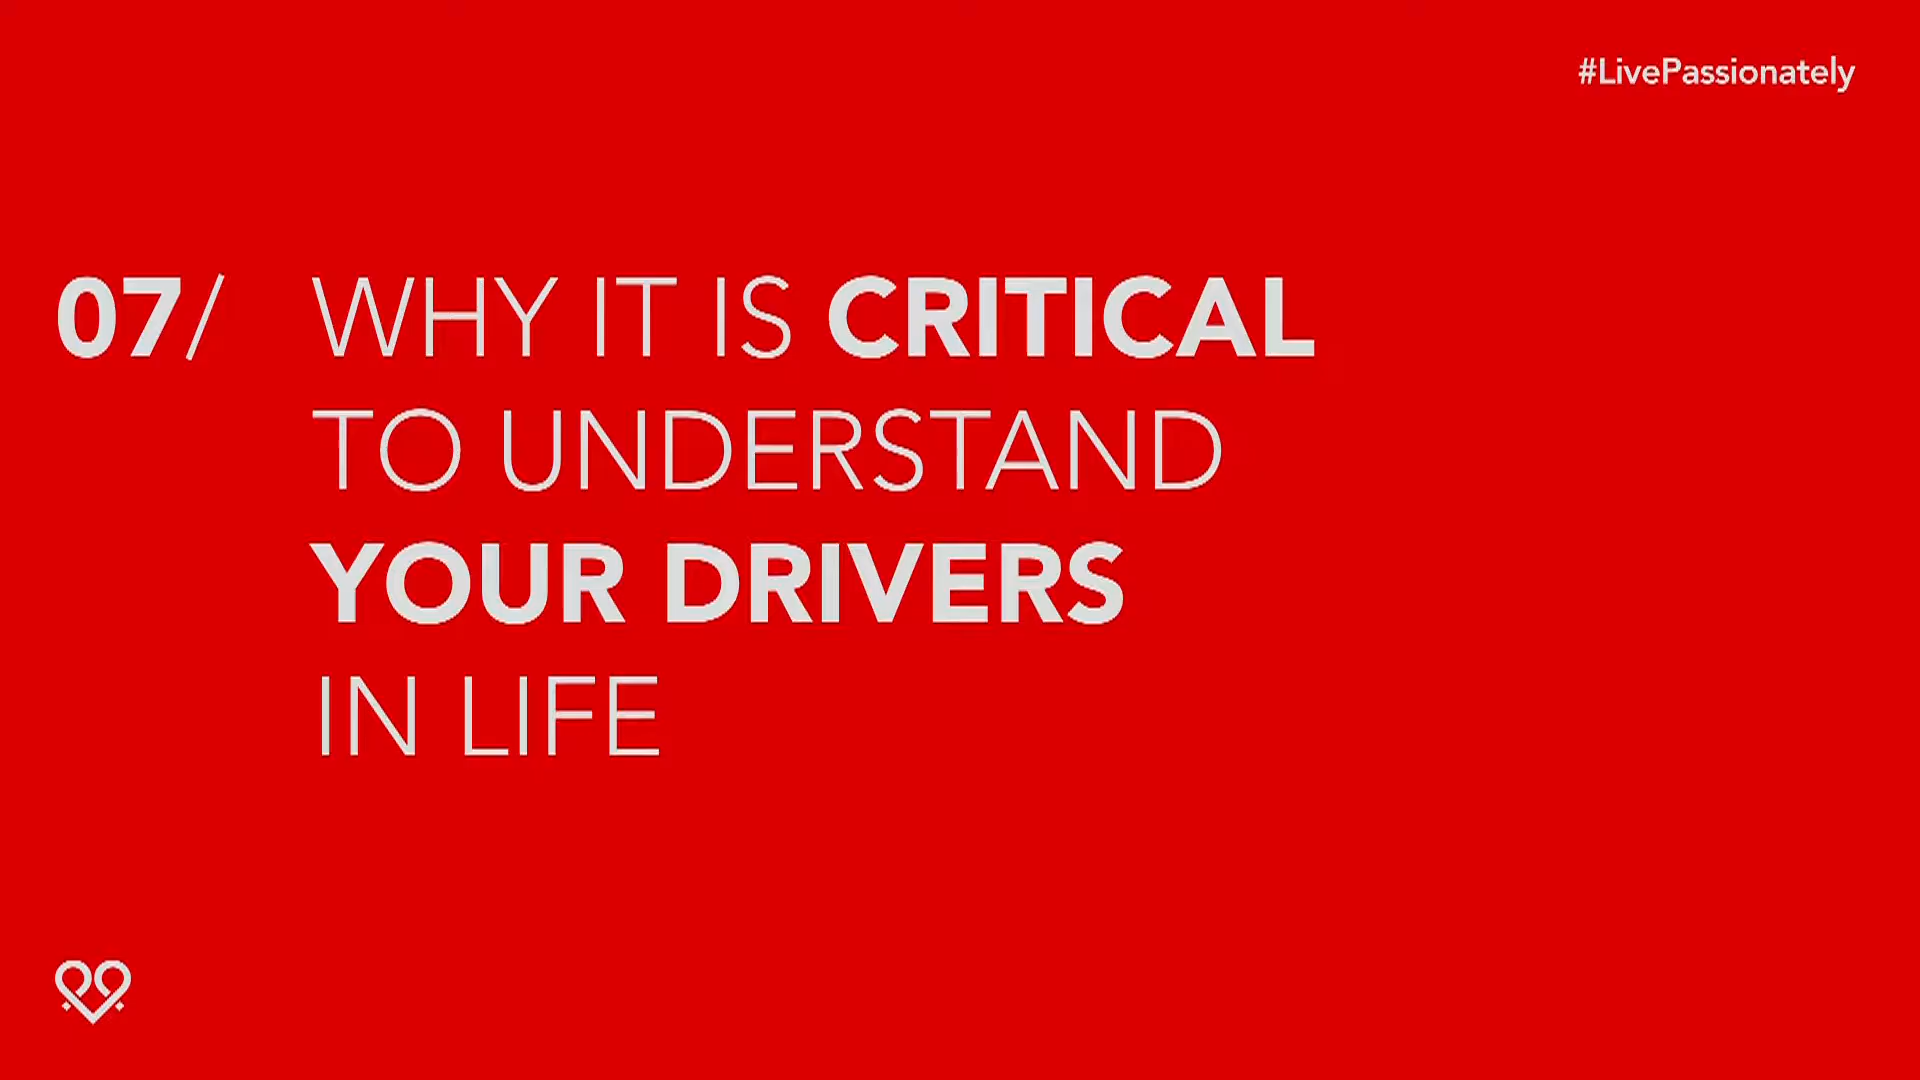 #LivePassionately
07/ WHY IT IS CRITICAL
TO UNDERSTAND
YOUR DRIVERS
IN LIFE